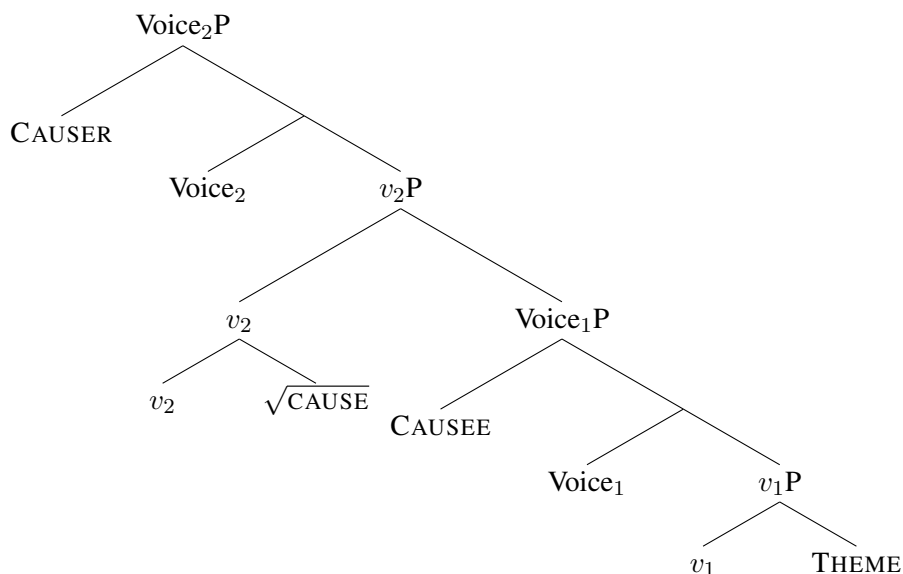 Voice₂P
CAUSER
Voice₂ v₂P
v₂ Voice₁P
v₂ √CAUSE CAUSEE
Voice₁ v₁P
v₁ THEME